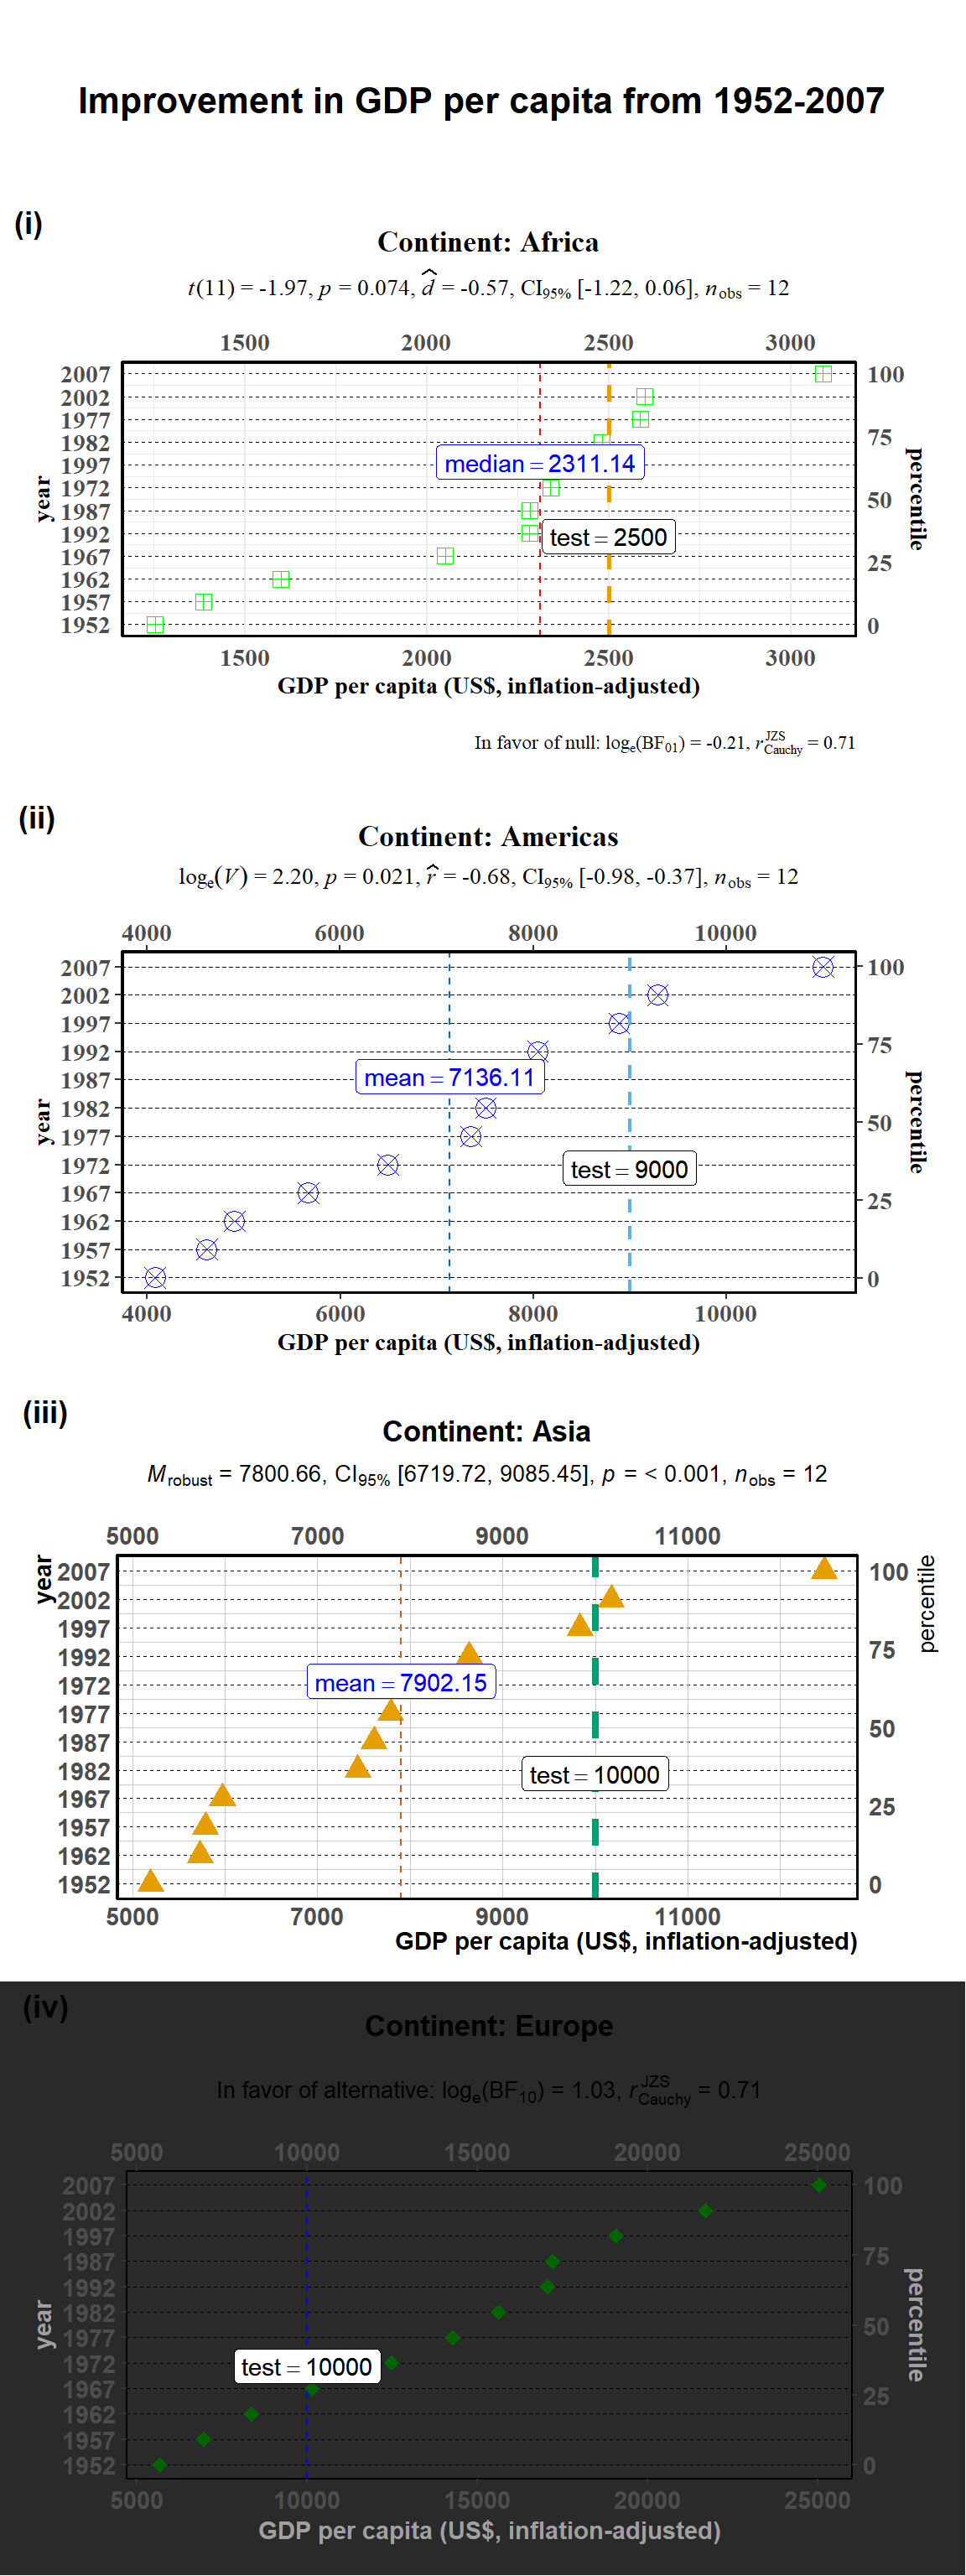 Improvement in GDP per capita from 1952-2007
(i)
Continent: Africa
t(11) = -1.97, p = 0.074, d̂ = -0.57, CI95% [-1.22, 0.06], nobs = 12
1500 2000 2500 3000
2007 100
2002
1977
1982 75
1997
median = 2311.14
1972
1987 50
1992
test = 2500
1967 25
1962
1957
1952 0
year
percentile
1500 2000 2500 3000
GDP per capita (US$, inflation-adjusted)
In favor of null: loge(BF01) = -0.21, rJZSCauchy = 0.71
(ii)
Continent: Americas
loge(V) = 2.20, p = 0.021, r̂ = -0.68, CI95% [-0.98, -0.37], nobs = 12
4000 6000 8000 10000
2007 100
2002
1997
1992 75
1987
mean = 7136.11
1982
1977 50
1972
test = 9000
1967 25
1962
1957
1952 0
year
percentile
4000 6000 8000 10000
GDP per capita (US$, inflation-adjusted)
(iii)
Continent: Asia
Mrobust = 7800.66, CI95% [6719.72, 9085.45], p = < 0.001, nobs = 12
5000 7000 9000 11000
2007 100
2002
1997
1992 75
1972
mean = 7902.15
1977
1987 50
1982
test = 10000
1967 25
1957
1962
1952 0
year
percentile
5000 7000 9000 11000
GDP per capita (US$, inflation-adjusted)
(iv)
Continent: Europe
In favor of alternative: loge(BF10) = 1.03, rJZSCauchy = 0.71
5000 10000 15000 20000 25000
2007 100
2002
1997
1987 75
1992
1982
1977 50
1972
test = 10000
1967 25
1962
1957
1952 0
year
percentile
5000 10000 15000 20000 25000
GDP per capita (US$, inflation-adjusted)